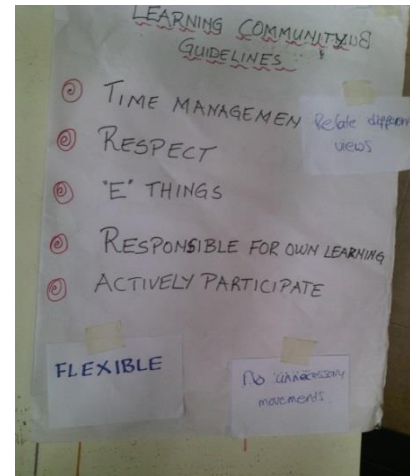 LEARNING COMMUNITY
GUIDELINES
TIME MANAGEMEN
Relate different
views
RESPECT
"E" THINGS
RESPONSIBLE FOR OWN LEARNING
ACTIVELY PARTICIPATE
FLEXIBLE
No unnecessary
movements